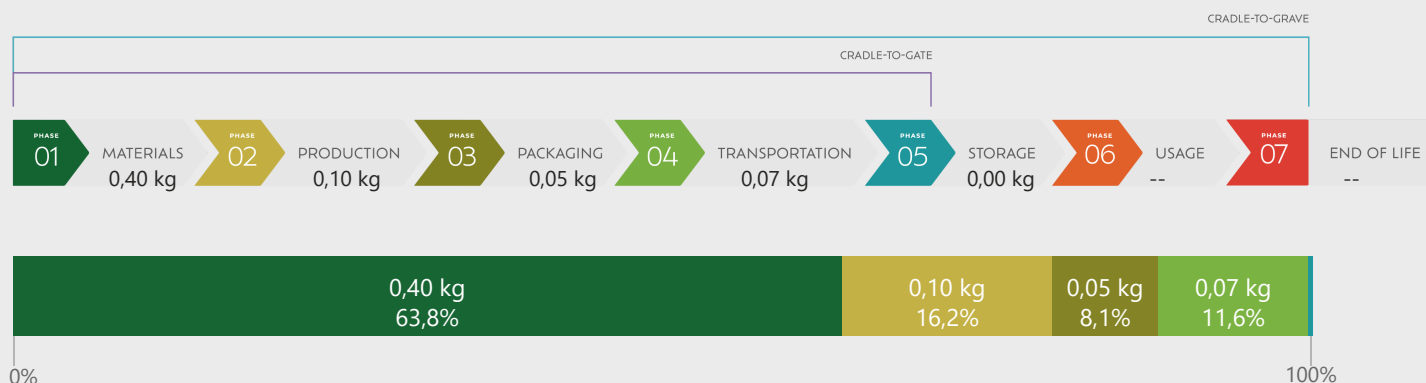 CRADLE-TO-GRAVE
CRADLE-TO-GATE
PHASE
01
MATERIALS
0,40 kg
PHASE
02
PRODUCTION
0,10 kg
PHASE
03
PACKAGING
0,05 kg
PHASE
04
TRANSPORTATION
0,07 kg
PHASE
05
STORAGE
0,00 kg
PHASE
06
USAGE
--
PHASE
07
END OF LIFE
--
0,40 kg
63,8%
0,10 kg
16,2%
0,05 kg
8,1%
0,07 kg
11,6%
0%
100%